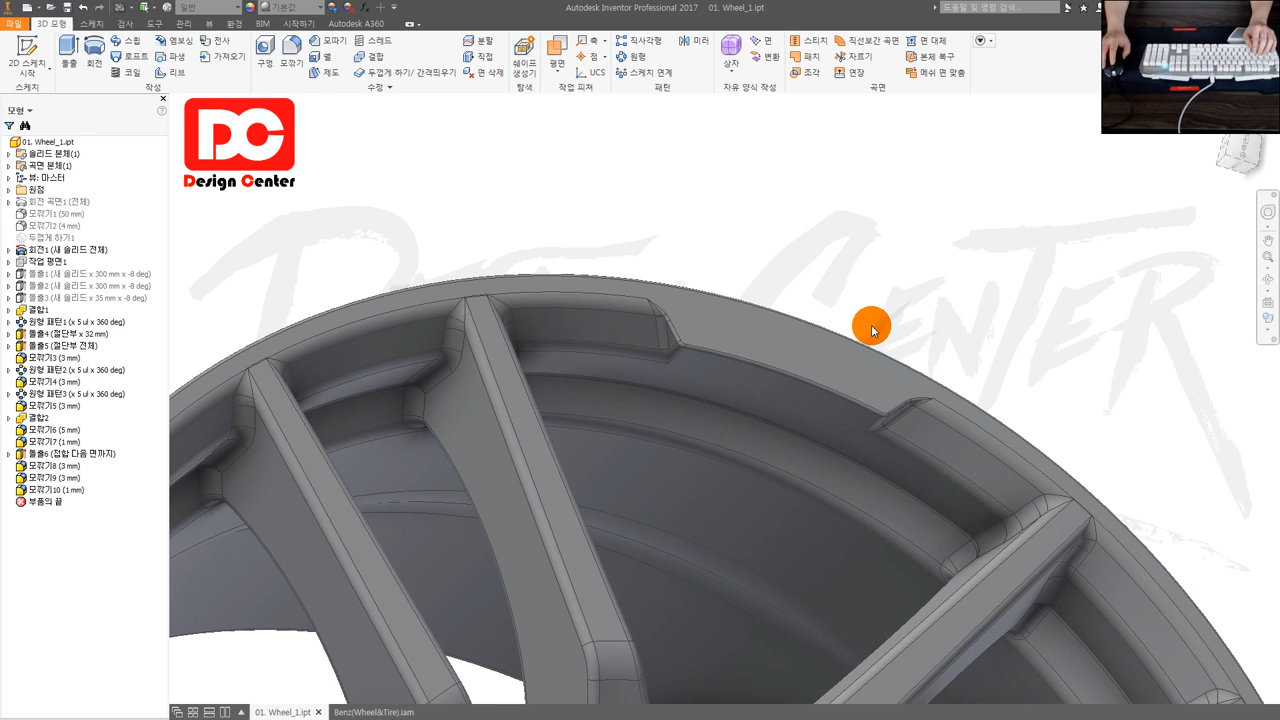 일반
기본값
Autodesk Inventor Professional 2017
01. Wheel_1.ipt
도움말 및 명령 검색...
파일
3D 모형
스케치
검사
도구
관리
뷰
환경
BIM
시작하기
Autodesk A360
2D 스케치
시작
돌출
회전
스윕
로프트
코일
엠보싱
파생
리브
전사
가져오기
구멍
모깎기
모따기
쉘
제도
스레드
결합
두껍게 하기/ 간격띄우기
분할
직접
면 삭제
쉐이프
생성기
평면
축
점
UCS
직사각형
원형
스케치 연계
미러
상자
면
변환
스티치
패치
조각
직선보간 곡면
자르기
연장
면 대체
본체 복구
메쉬 면 맞춤
스케치
작성
수정
탐색
작업 피쳐
패턴
자유 양식 작성
곡면
모형
01. Wheel_1.ipt
솔리드 본체(1)
곡면 본체(1)
뷰: 마스터
원점
회전 곡면1 (전체)
모깎기1 (50 mm)
모깎기2 (4 mm)
두껍게 하기1
회전1 (새 솔리드 전체)
작업 평면1
돌출1 (새 솔리드 x 300 mm x -8 deg)
돌출2 (새 솔리드 x 300 mm x -8 deg)
돌출3 (새 솔리드 x 35 mm x -8 deg)
결합1
원형 패턴1 (x 5 ul x 360 deg)
돌출4 (절단부 x 32 mm)
돌출5 (절단부 전체)
모깎기3 (3 mm)
원형 패턴2 (x 5 ul x 360 deg)
모깎기4 (3 mm)
원형 패턴3 (x 5 ul x 360 deg)
모깎기5 (3 mm)
결합2
모깎기6 (5 mm)
모깎기7 (1 mm)
돌출6 (접합 다음 면까지)
모깎기8 (3 mm)
모깎기9 (3 mm)
모깎기10 (1 mm)
부품의 끝
DC
Design Center
01. Wheel_1.ipt
Benz(Wheel&Tire).iam